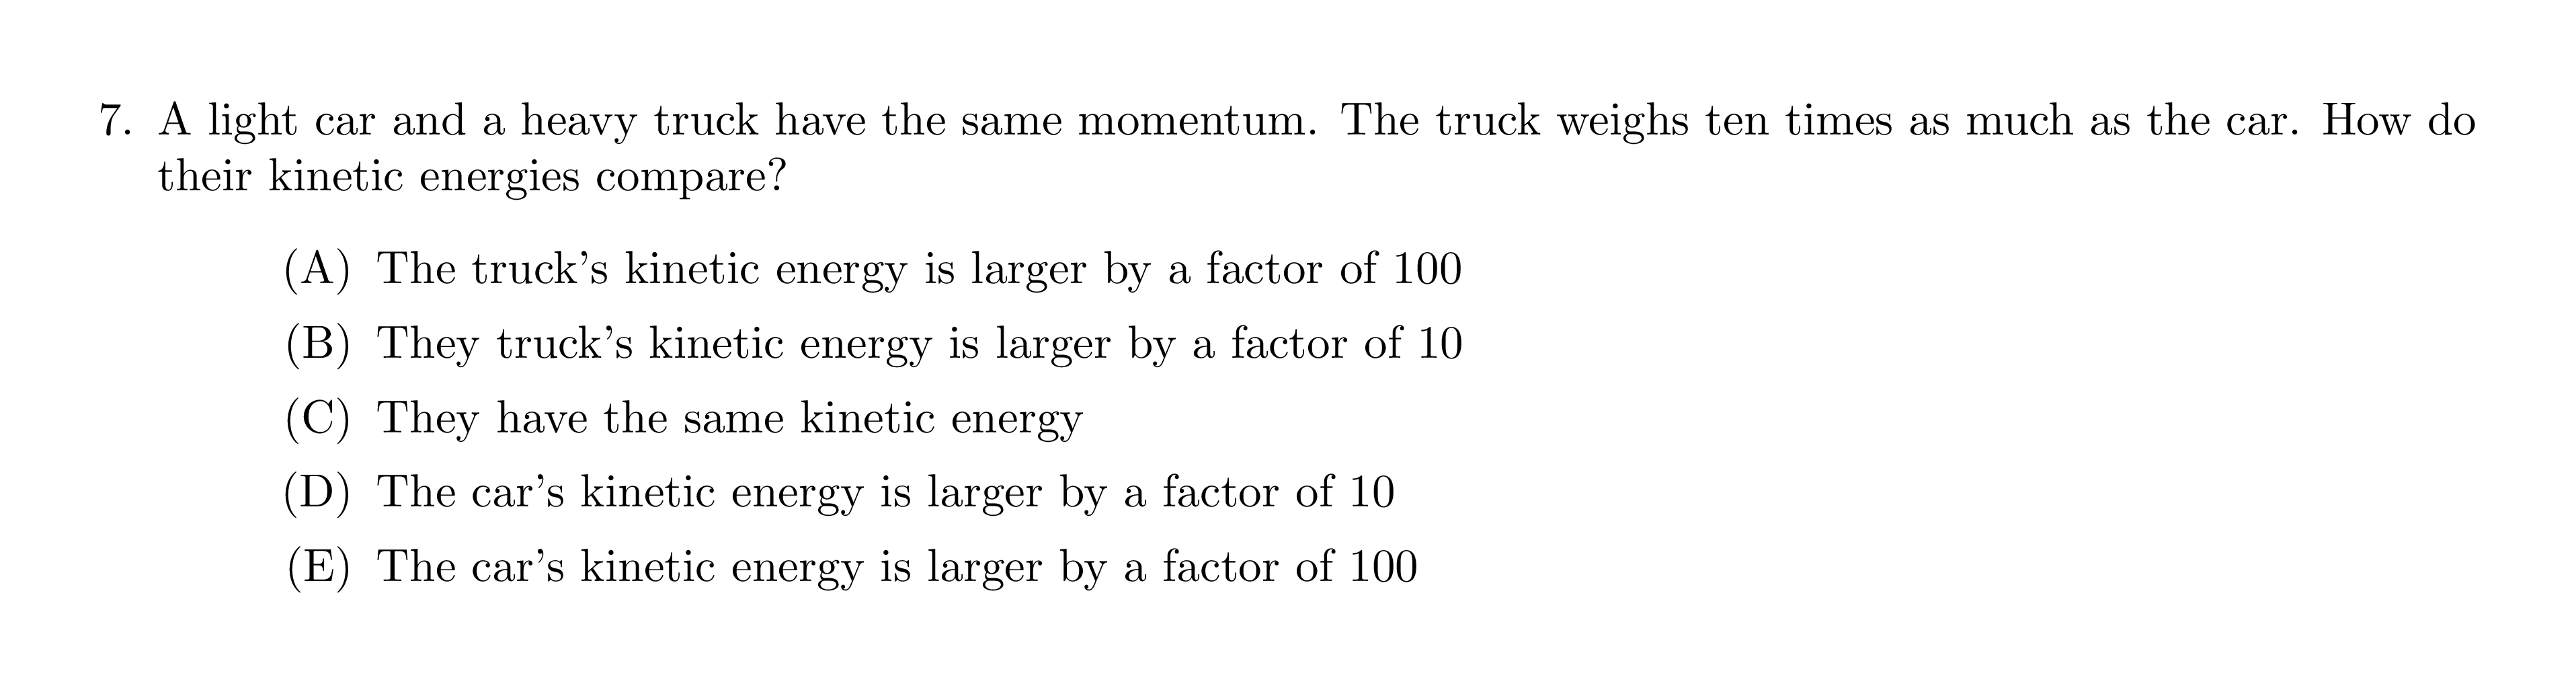 7. A light car and a heavy truck have the same momentum. The truck weighs ten times as much as the car. How do
their kinetic energies compare?
(A) The truck's kinetic energy is larger by a factor of 100
(B) They truck's kinetic energy is larger by a factor of 10
(C) They have the same kinetic energy
(D) The car's kinetic energy is larger by a factor of 10
(E) The car's kinetic energy is larger by a factor of 100